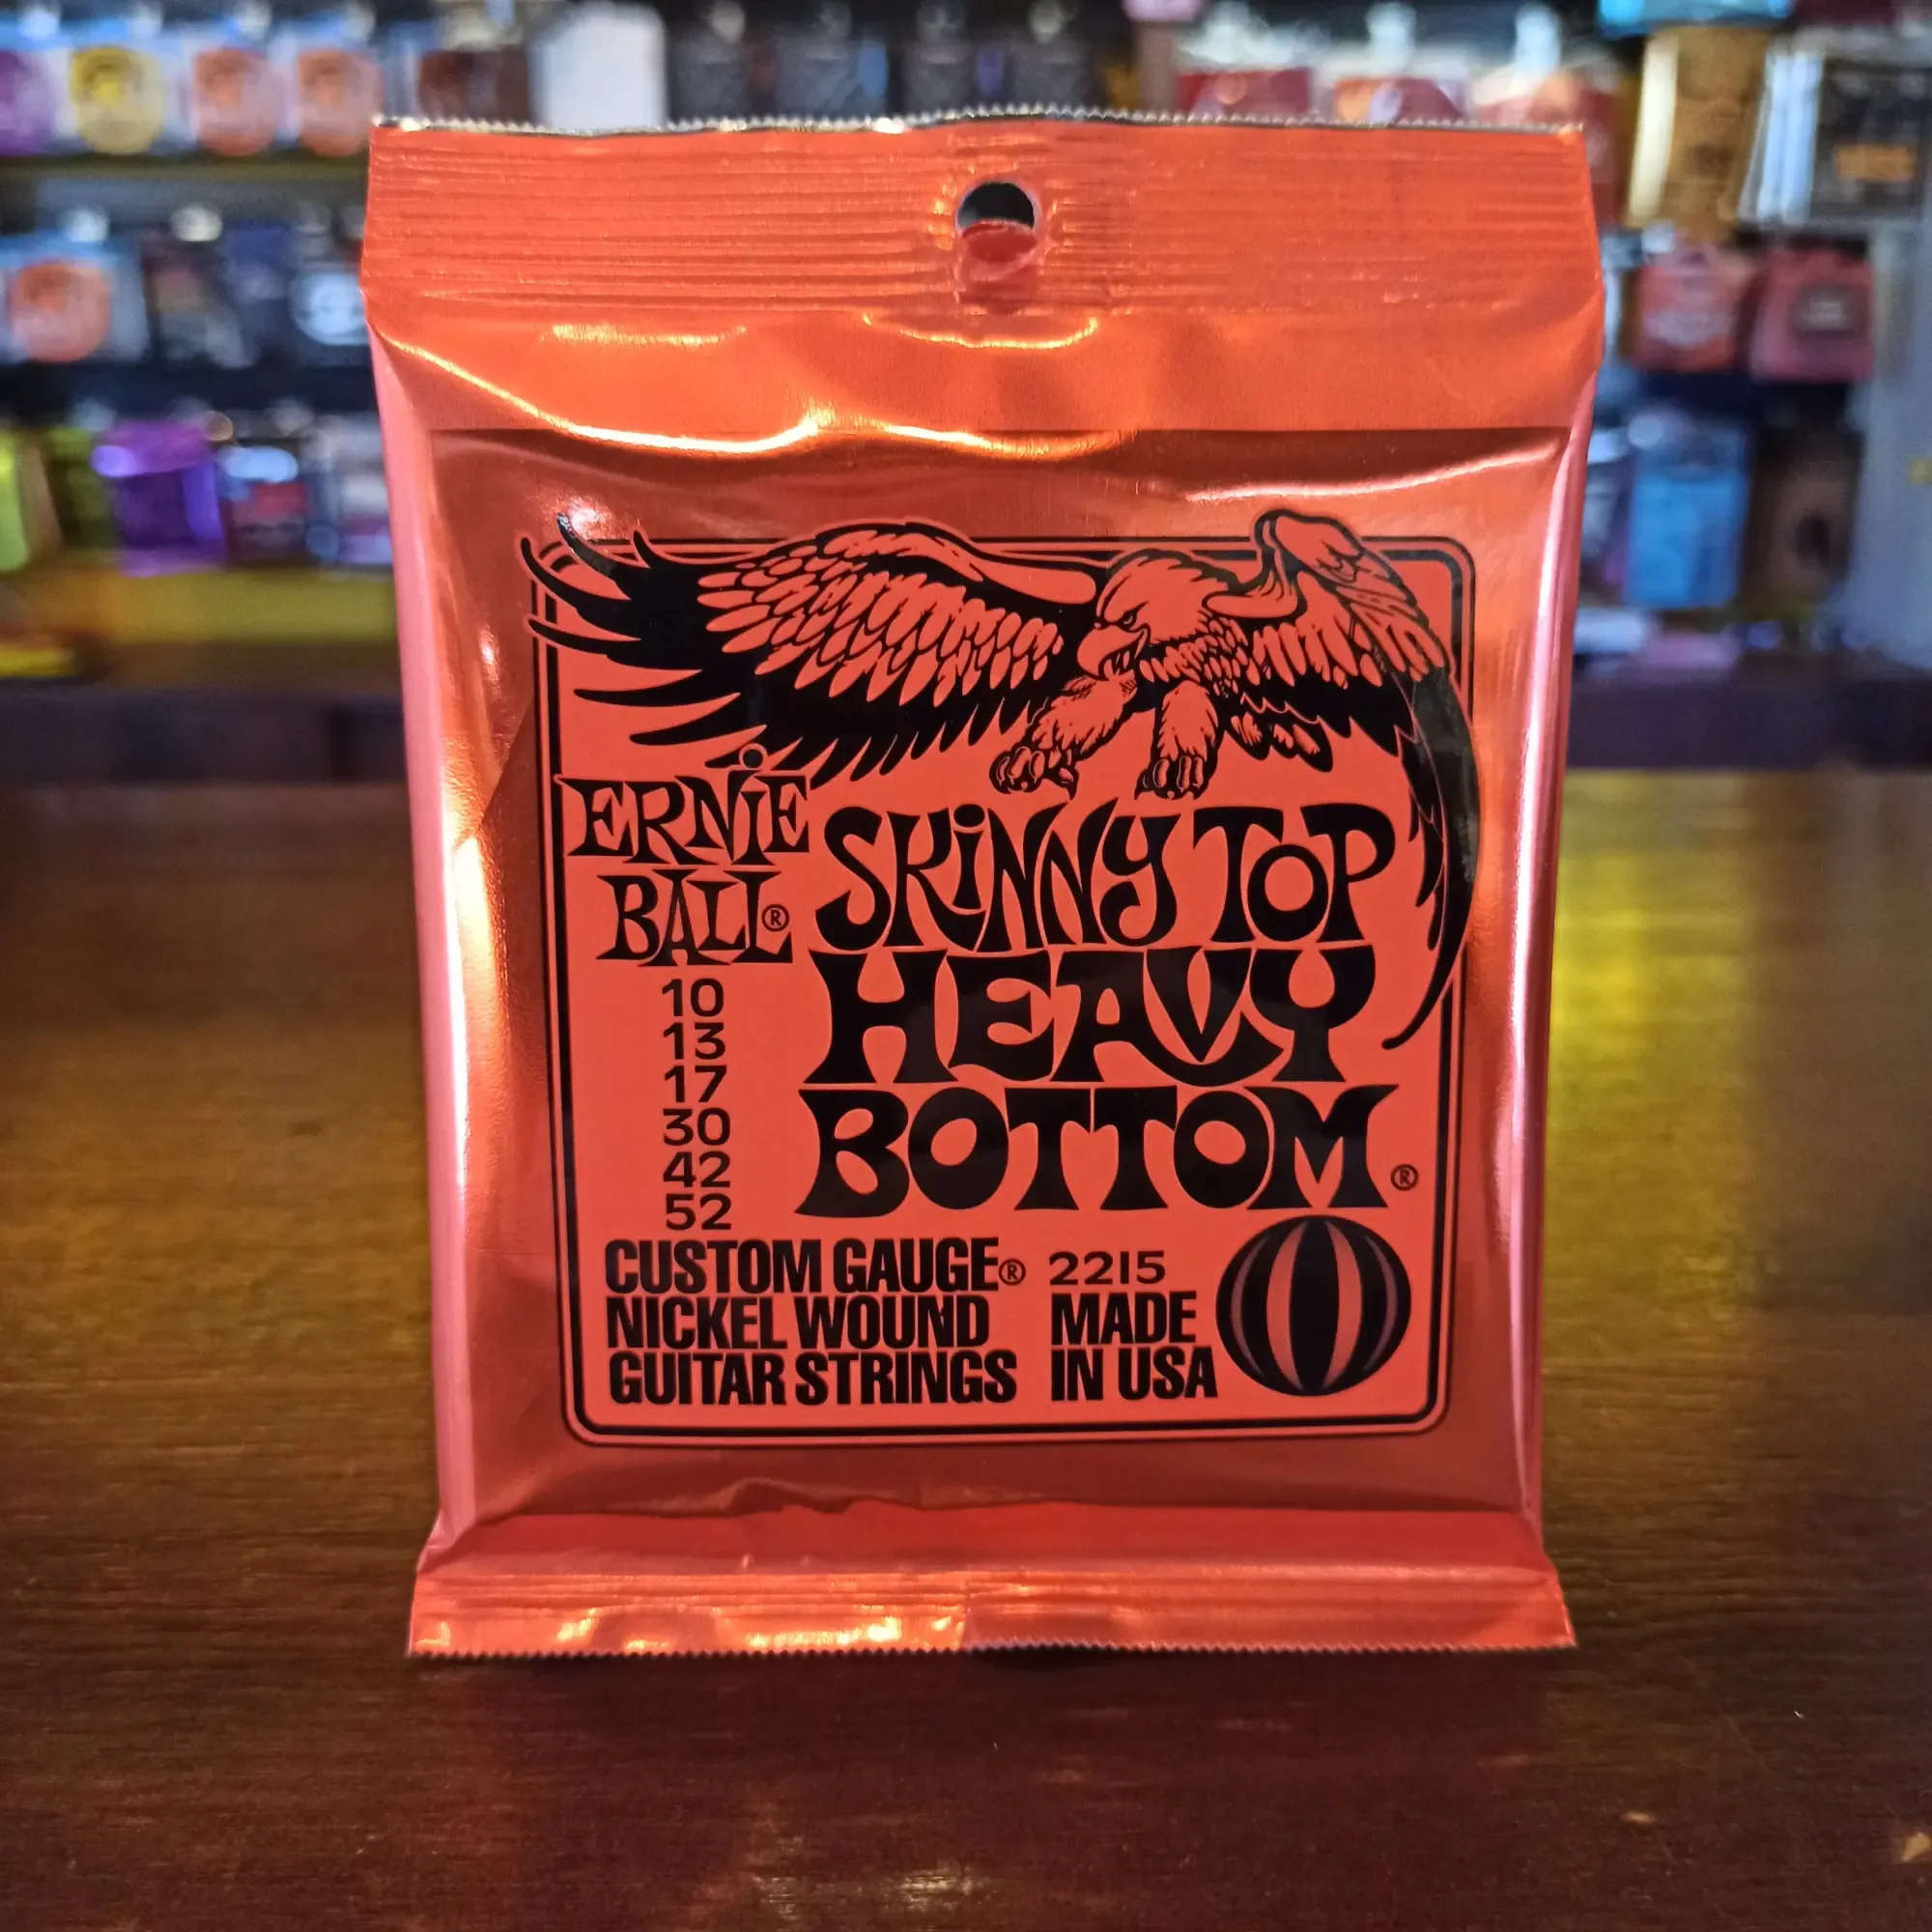 ERNIE
BALL®
SKINNY TOP
HEAVY
BOTTOM®
10
13
17
30
42
52
CUSTOM GAUGE®
NICKEL WOUND
GUITAR STRINGS
2215
MADE
IN USA